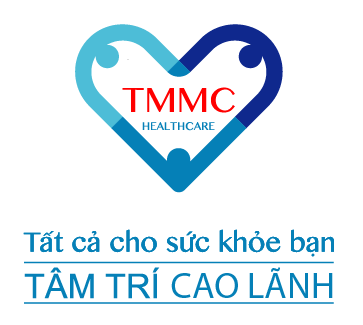 TMMC
HEALTHCARE
Tất cả cho sức khỏe bạn
TÂM TRÍ CAO LÃNH